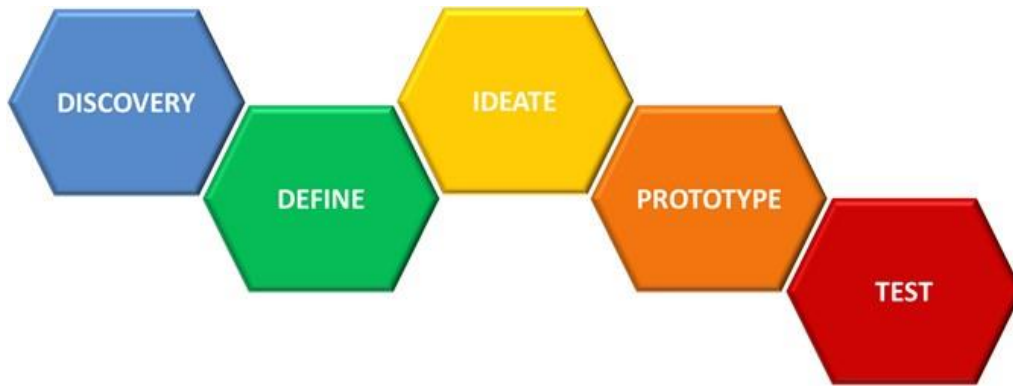 DISCOVERY
DEFINE
IDEATE
PROTOTYPE
TEST